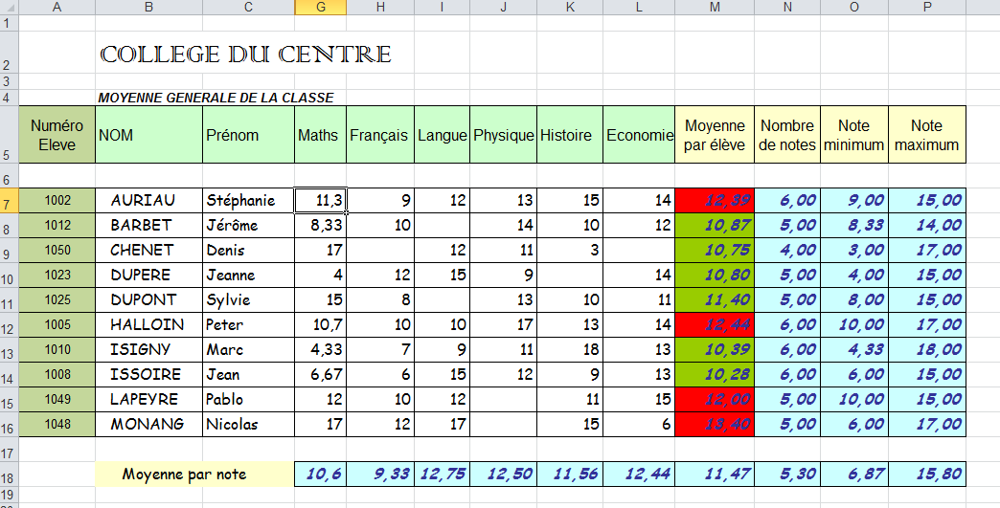 A B C G H I J K L M N O P
1
2 COLLEGE DU CENTRE
3
4 MOYENNE GENERALE DE LA CLASSE
5 Numéro Eleve NOM Prénom Maths Français Langue Physique Histoire Economie Moyenne par élève Nombre de notes Note minimum Note maximum
6
7 1002 AURIAU Stéphanie 11,3 9 12 13 15 14 12,39 6,00 9,00 15,00
8 1012 BARBET Jérôme 8,33 10 14 10 12 10,87 5,00 8,33 14,00
9 1050 CHENET Denis 17 12 11 3 10,75 4,00 3,00 17,00
10 1023 DUPERE Jeanne 4 12 15 9 14 10,80 5,00 4,00 15,00
11 1025 DUPONT Sylvie 15 8 13 10 11 11,40 5,00 8,00 15,00
12 1005 HALLOIN Peter 10,7 10 10 17 13 14 12,44 6,00 10,00 17,00
13 1010 ISIGNY Marc 4,33 7 9 11 18 13 10,39 6,00 4,33 18,00
14 1008 ISSOIRE Jean 6,67 6 15 12 9 13 10,28 6,00 6,00 15,00
15 1049 LAPEYRE Pablo 12 10 12 11 15 12,00 5,00 10,00 15,00
16 1048 MONANG Nicolas 17 12 17 15 6 13,40 5,00 6,00 17,00
17
18 Moyenne par note 10,6 9,33 12,75 12,50 11,56 12,44 11,47 5,30 6,87 15,80
19